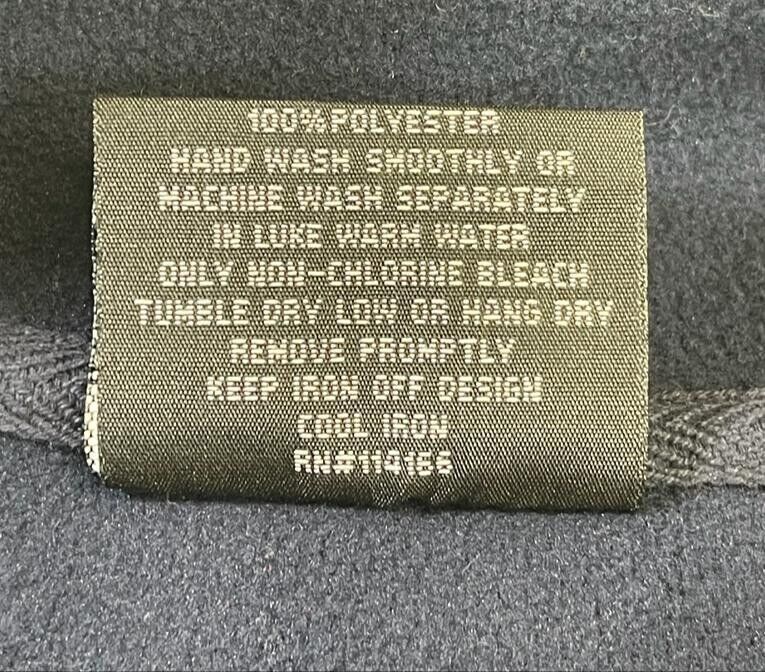 100%POLYESTER
HAND WASH SMOOTHLY OR
MACHINE WASH SEPARATELY
IN LUKE WARM WATER
ONLY NON-CHLORINE BLEACH
TUMBLE DRY LOW OR HANG DRY
REMOVE PROMPTLY
KEEP IRON OFF DESIGN
COOL IRON
RN#114166